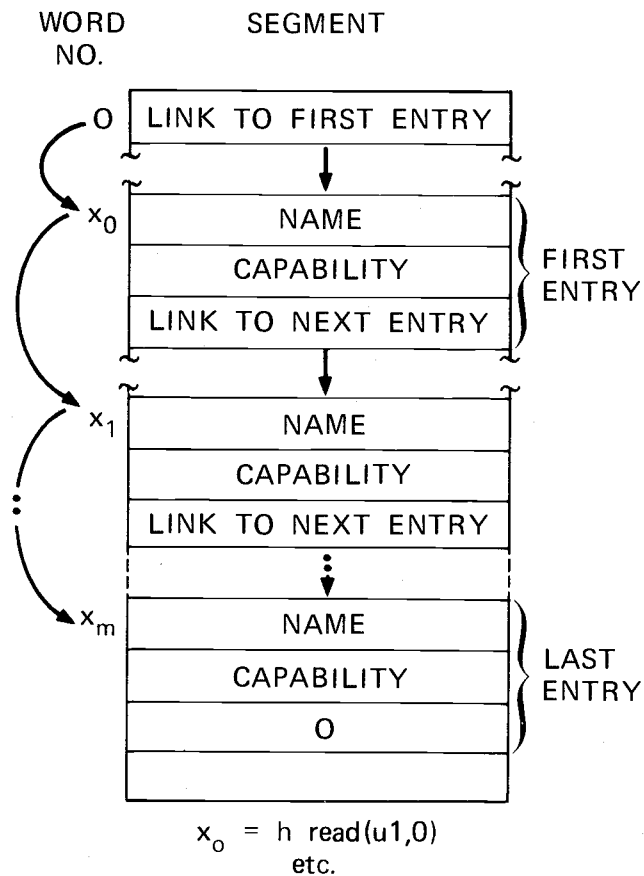 WORD NO. SEGMENT
O LINK TO FIRST ENTRY
x₀ NAME
CAPABILITY
LINK TO NEXT ENTRY
FIRST ENTRY
x₁ NAME
CAPABILITY
LINK TO NEXT ENTRY
xₘ NAME
CAPABILITY
O
LAST ENTRY
xₒ = h read(u1,0)
etc.